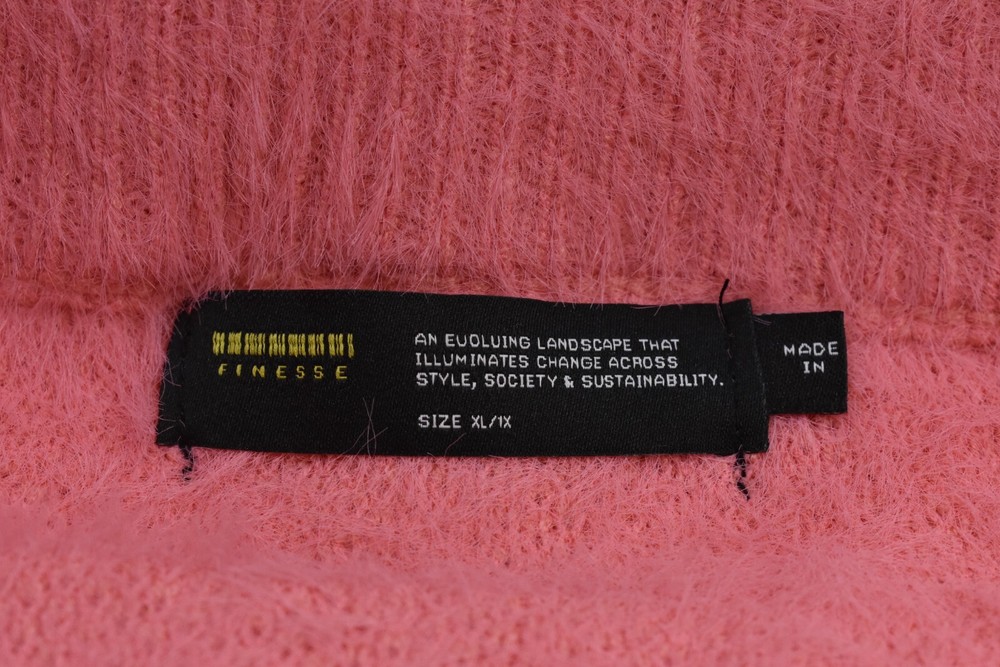 FINESSE
AN EVOLVING LANDSCAPE THAT
ILLUMINATES CHANGE ACROSS
STYLE, SOCIETY & SUSTAINABILITY.
SIZE XL/1X
MADE
IN